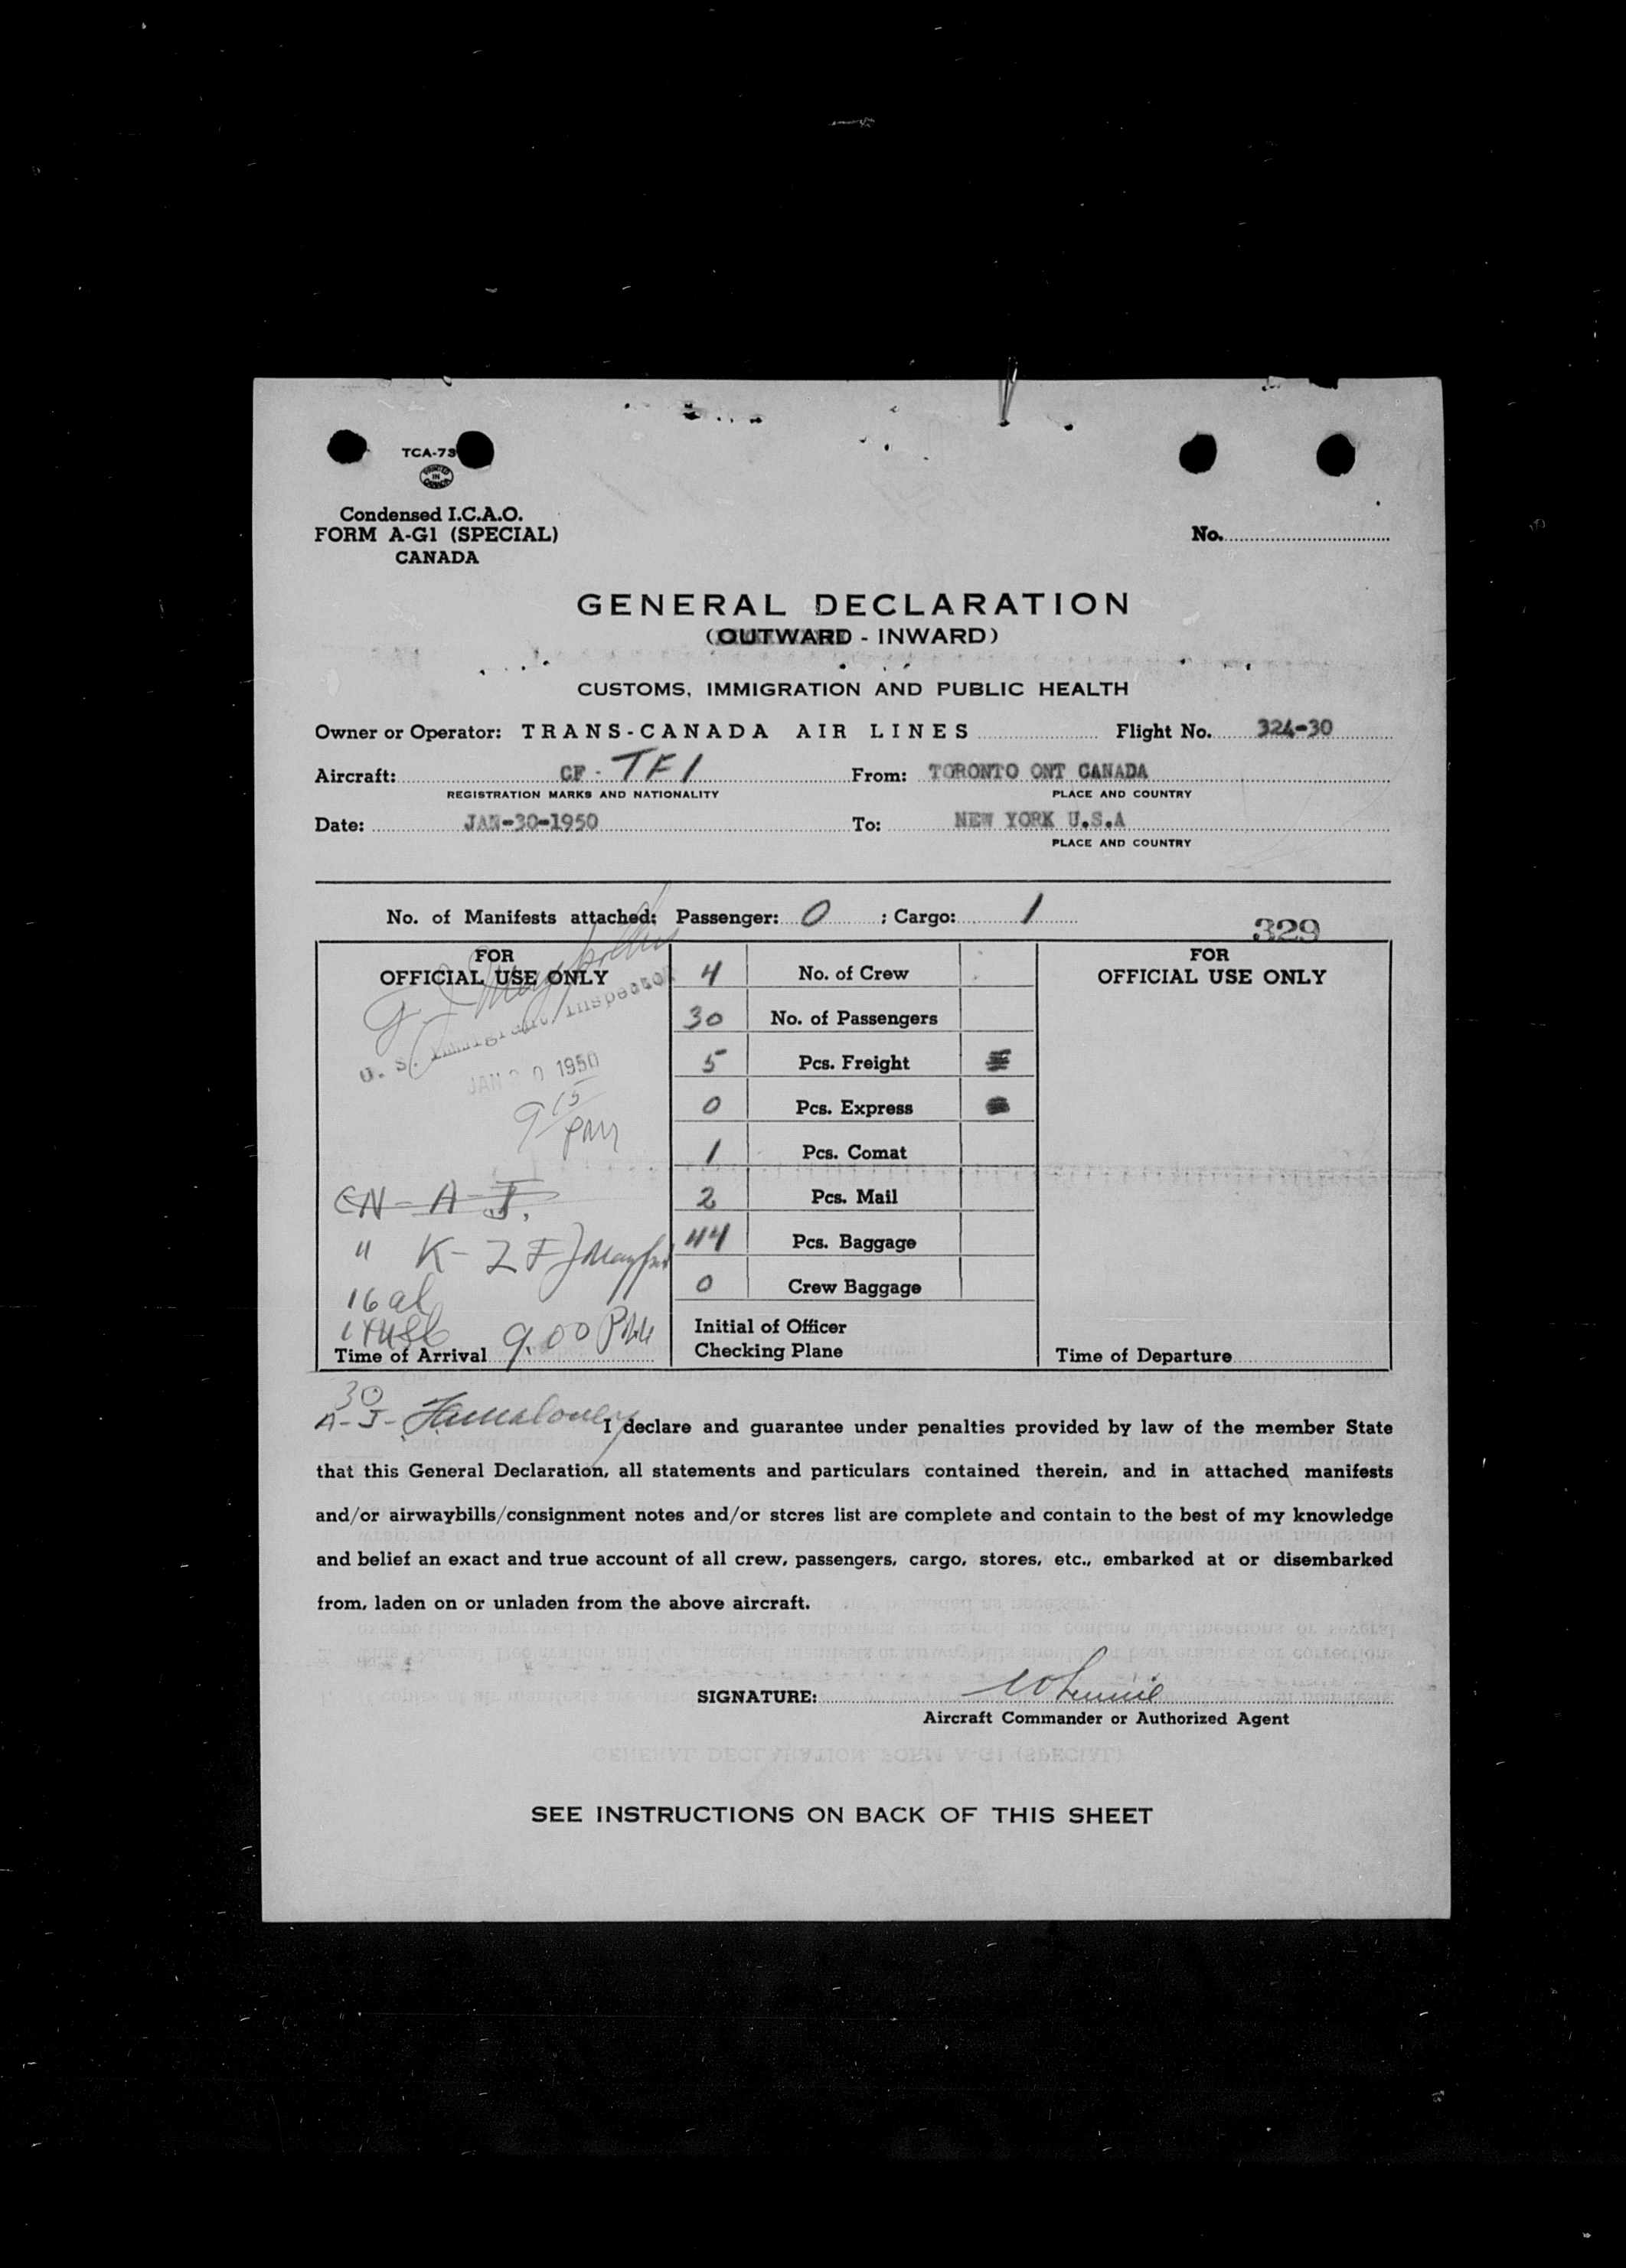 TCA-73
PRINTED IN CANADA
Condensed I.C.A.O.
FORM A-G1 (SPECIAL)
CANADA
No.
GENERAL DECLARATION
(OUTWARD - INWARD)
CUSTOMS, IMMIGRATION AND PUBLIC HEALTH
Owner or Operator: TRANS-CANADA AIR LINES Flight No. 324-30
Aircraft: CF - TFI From: TORONTO ONT CANADA
REGISTRATION MARKS AND NATIONALITY PLACE AND COUNTRY
Date: JAN-30-1950 To: NEW YORK U.S.A
PLACE AND COUNTRY
No. of Manifests attached: Passenger: 0 ; Cargo: 1
329
FOR
OFFICIAL USE ONLY
U. S. Immigrant Inspector
JAN 30 1950
9 15 PM
EN - A - J.
" K - Z
16 al
14 USC
Time of Arrival 9.00 PM
4 No. of Crew
30 No. of Passengers
5 Pcs. Freight
0 Pcs. Express
1 Pcs. Comat
2 Pcs. Mail
44 Pcs. Baggage
0 Crew Baggage
Initial of Officer
Checking Plane
FOR
OFFICIAL USE ONLY
Time of Departure
30
A - J -
I declare and guarantee under penalties provided by law of the member State
that this General Declaration, all statements and particulars contained therein, and in attached manifests
and/or airwaybills/consignment notes and/or stores list are complete and contain to the best of my knowledge
and belief an exact and true account of all crew, passengers, cargo, stores, etc., embarked at or disembarked
from, laden on or unladen from the above aircraft.
SIGNATURE:
Aircraft Commander or Authorized Agent
SEE INSTRUCTIONS ON BACK OF THIS SHEET